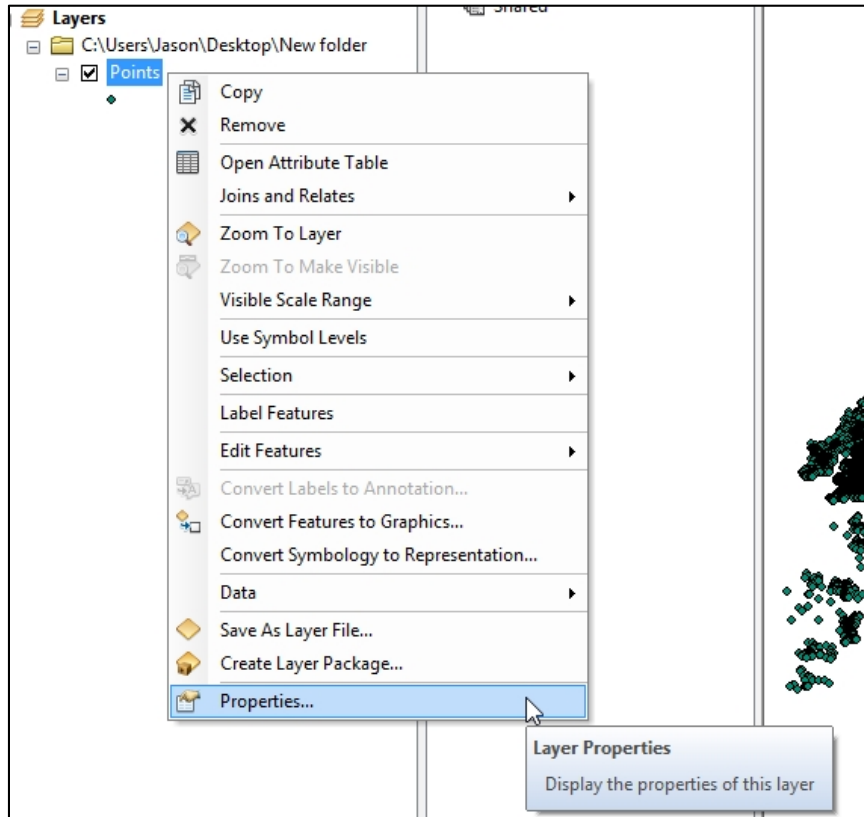 Shared
Layers
C:\Users\Jason\Desktop\New folder
Points
Copy
Remove
Open Attribute Table
Joins and Relates
Zoom To Layer
Zoom To Make Visible
Visible Scale Range
Use Symbol Levels
Selection
Label Features
Edit Features
Convert Labels to Annotation...
Convert Features to Graphics...
Convert Symbology to Representation...
Data
Save As Layer File...
Create Layer Package...
Properties...
Layer Properties
Display the properties of this layer